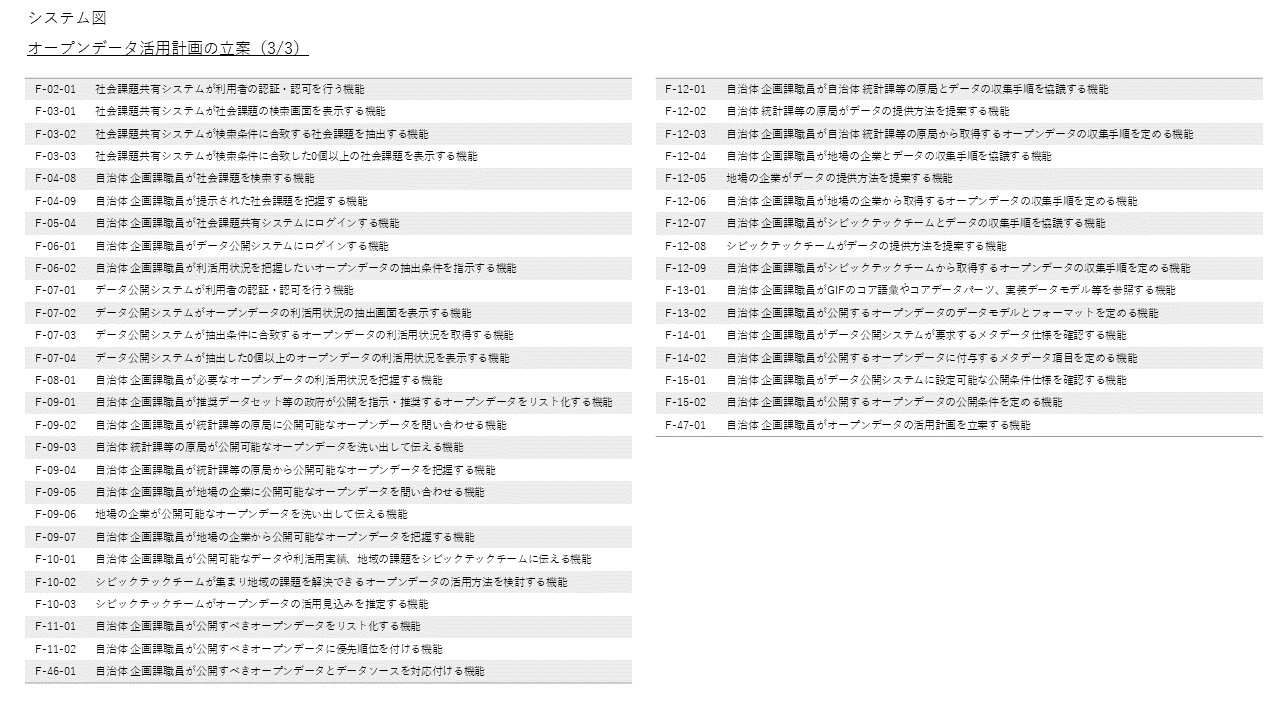 システム図
オープンデータ活用計画の立案（3/3）
F-02-01 社会課題共有システムが利用者の認証・認可を行う機能
F-03-01 社会課題共有システムが社会課題の検索画面を表示する機能
F-03-02 社会課題共有システムが検索条件に合致する社会課題を抽出する機能
F-03-03 社会課題共有システムが検索条件に合致した0個以上の社会課題を表示する機能
F-04-08 自治体 企画課職員が社会課題を検索する機能
F-04-09 自治体 企画課職員が提示された社会課題を把握する機能
F-05-04 自治体 企画課職員が社会課題共有システムにログインする機能
F-06-01 自治体 企画課職員がデータ公開システムにログインする機能
F-06-02 自治体 企画課職員が利活用状況を把握したいオープンデータの抽出条件を指示する機能
F-07-01 データ公開システムが利用者の認証・認可を行う機能
F-07-02 データ公開システムがオープンデータの利活用状況の抽出画面を表示する機能
F-07-03 データ公開システムが抽出条件に合致するオープンデータの利活用状況を取得する機能
F-07-04 データ公開システムが抽出した0個以上のオープンデータの利活用状況を表示する機能
F-08-01 自治体 企画課職員が必要なオープンデータの利活用状況を把握する機能
F-09-01 自治体 企画課職員が推奨データセット等の政府が公開を指示・推奨するオープンデータをリスト化する機能
F-09-02 自治体 企画課職員が統計課等の原局に公開可能なオープンデータを問い合わせる機能
F-09-03 自治体 統計課等の原局が公開可能なオープンデータを洗い出して伝える機能
F-09-04 自治体 企画課職員が統計課等の原局から公開可能なオープンデータを把握する機能
F-09-05 自治体 企画課職員が地場の企業に公開可能なオープンデータを問い合わせる機能
F-09-06 地場の企業が公開可能なオープンデータを洗い出して伝える機能
F-09-07 自治体 企画課職員が地場の企業から公開可能なオープンデータを把握する機能
F-10-01 自治体 企画課職員が公開可能なデータや利活用実績、地域の課題をシビックテックチームに伝える機能
F-10-02 シビックテックチームが集まり地域の課題を解決できるオープンデータの活用方法を検討する機能
F-10-03 シビックテックチームがオープンデータの活用見込みを推定する機能
F-11-01 自治体 企画課職員が公開すべきオープンデータをリスト化する機能
F-11-02 自治体 企画課職員が公開すべきオープンデータに優先順位を付ける機能
F-46-01 自治体 企画課職員が公開すべきオープンデータとデータソースを対応付ける機能
F-12-01 自治体 企画課職員が自治体 統計課等の原局とデータの収集手順を協議する機能
F-12-02 自治体 統計課等の原局がデータの提供方法を提案する機能
F-12-03 自治体 企画課職員が自治体 統計課等の原局から取得するオープンデータの収集手順を定める機能
F-12-04 自治体 企画課職員が地場の企業とデータの収集手順を協議する機能
F-12-05 地場の企業がデータの提供方法を提案する機能
F-12-06 自治体 企画課職員が地場の企業から取得するオープンデータの収集手順を定める機能
F-12-07 自治体 企画課職員がシビックテックチームとデータの収集手順を協議する機能
F-12-08 シビックテックチームがデータの提供方法を提案する機能
F-12-09 自治体 企画課職員がシビックテックチームから取得するオープンデータの収集手順を定める機能
F-13-01 自治体 企画課職員がGIFのコア語彙やコアデータパーツ、実装データモデル等を参照する機能
F-13-02 自治体 企画課職員が公開するオープンデータのデータモデルとフォーマットを定める機能
F-14-01 自治体 企画課職員がデータ公開システムが要求するメタデータ仕様を確認する機能
F-14-02 自治体 企画課職員が公開するオープンデータに付与するメタデータ項目を定める機能
F-15-01 自治体 企画課職員がデータ公開システムに設定可能な公開条件仕様を確認する機能
F-15-02 自治体 企画課職員が公開するオープンデータの公開条件を定める機能
F-47-01 自治体 企画課職員がオープンデータの活用計画を立案する機能